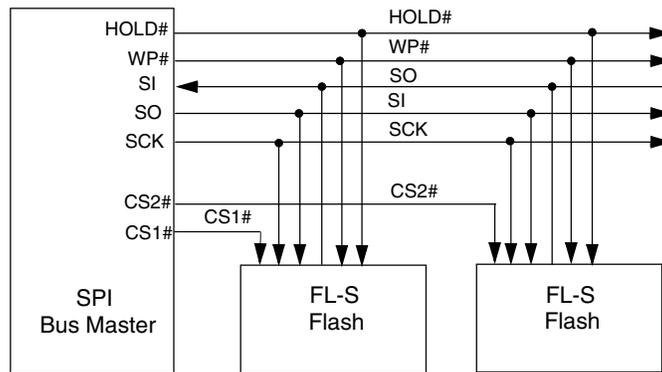 HOLD# HOLD#
WP# WP#
SI SO
SO SI
SCK SCK
CS2# CS2#
CS1# CS1#
SPI
Bus Master
FL-S
Flash
FL-S
Flash